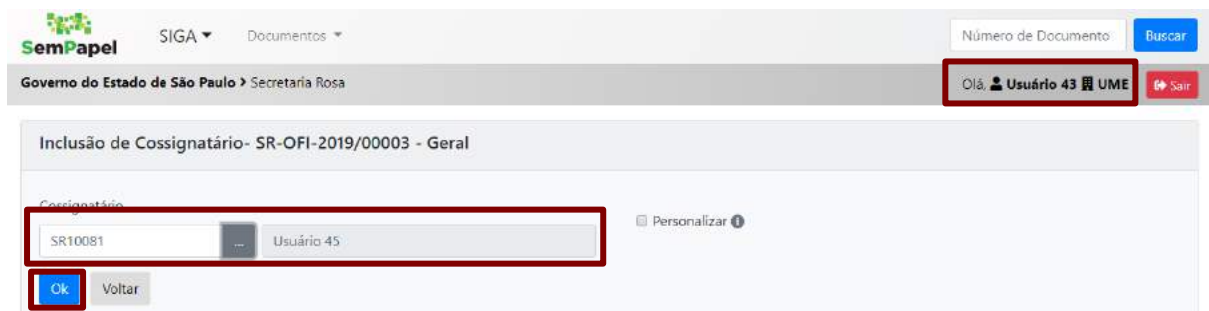 SemPapel SIGA Documentos Número de Documento Buscar
Governo do Estado de São Paulo > Secretaria Rosa Olá, Usuário 43 UME Sair
Inclusão de Cossignatário- SR-OFI-2019/00003 - Geral
Cossignatário
Personalizar
SR10081 ... Usuário 45
Ok Voltar